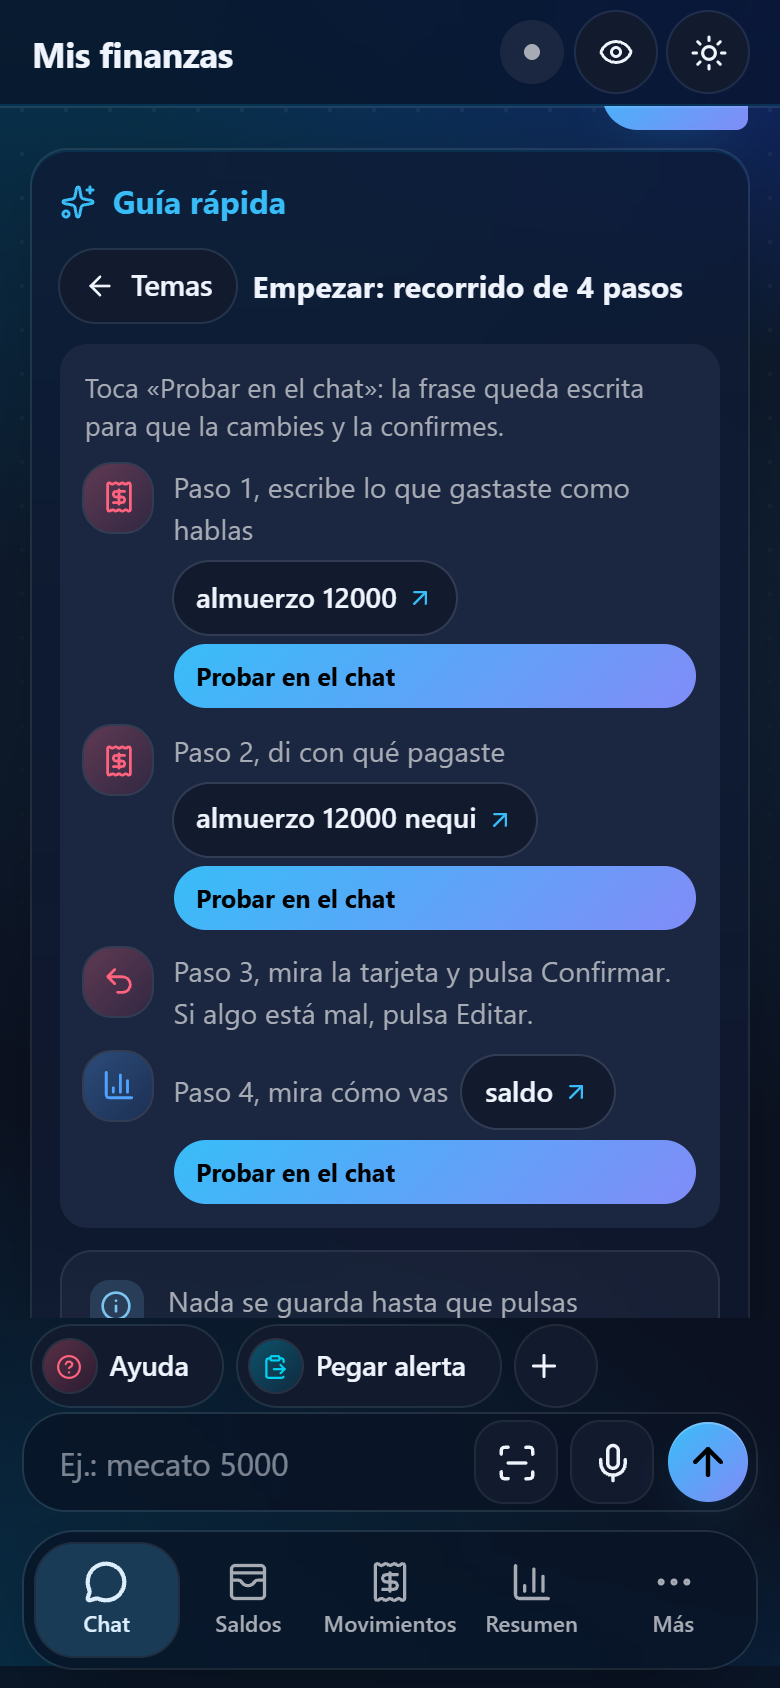 Mis finanzas
Guía rápida
Temas
Empezar: recorrido de 4 pasos
Toca «Probar en el chat»: la frase queda escrita
para que la cambies y la confirmes.
Paso 1, escribe lo que gastaste como
hablas
almuerzo 12000
Probar en el chat
Paso 2, di con qué pagaste
almuerzo 12000 nequi
Probar en el chat
Paso 3, mira la tarjeta y pulsa Confirmar.
Si algo está mal, pulsa Editar.
Paso 4, mira cómo vas saldo
Probar en el chat
Nada se guarda hasta que pulsas
Ayuda
Pegar alerta
Ej.: mecato 5000
Chat
Saldos
Movimientos
Resumen
Más